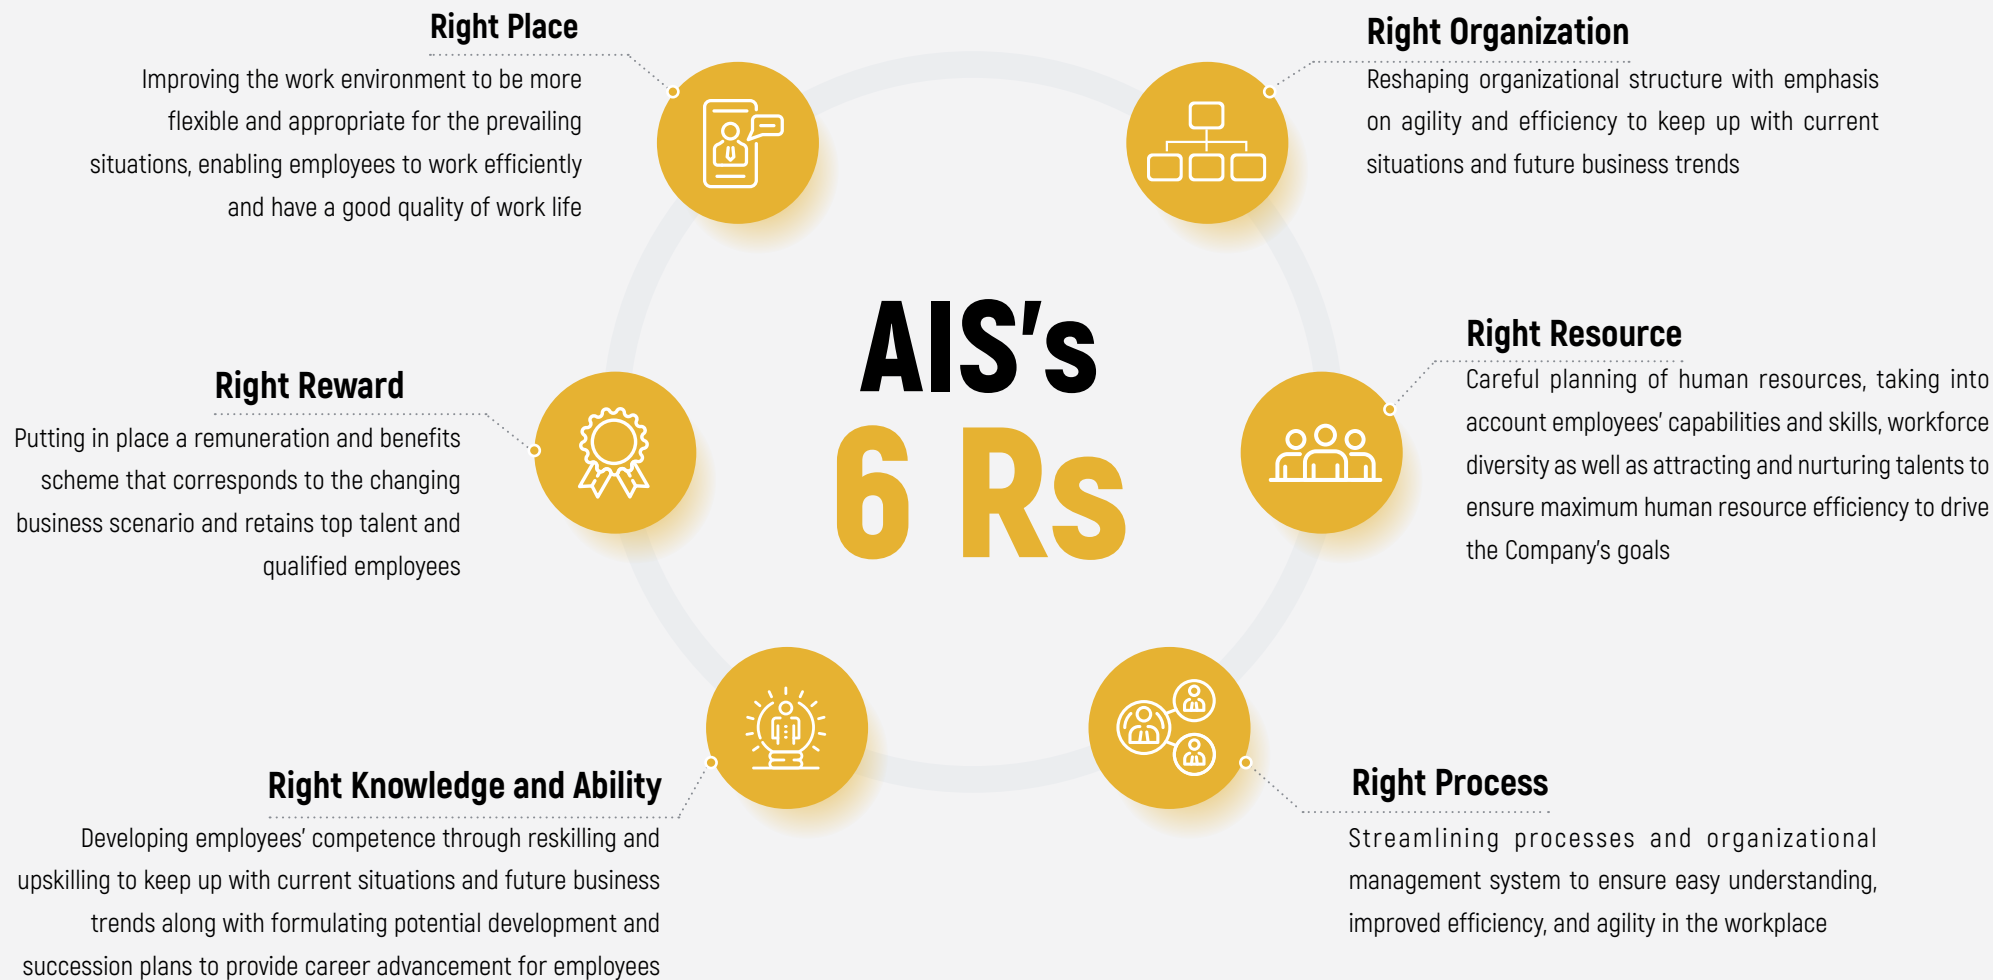 Right Place
Improving the work environment to be more
flexible and appropriate for the prevailing
situations, enabling employees to work efficiently
and have a good quality of work life
Right Organization
Reshaping organizational structure with emphasis
on agility and efficiency to keep up with current
situations and future business trends
AIS's
6 Rs
Right Reward
Putting in place a remuneration and benefits
scheme that corresponds to the changing
business scenario and retains top talent and
qualified employees
Right Resource
Careful planning of human resources, taking into
account employees' capabilities and skills, workforce
diversity as well as attracting and nurturing talents to
ensure maximum human resource efficiency to drive
the Company's goals
Right Knowledge and Ability
Developing employees' competence through reskilling and
upskilling to keep up with current situations and future business
trends along with formulating potential development and
succession plans to provide career advancement for employees
Right Process
Streamlining processes and organizational
management system to ensure easy understanding,
improved efficiency, and agility in the workplace